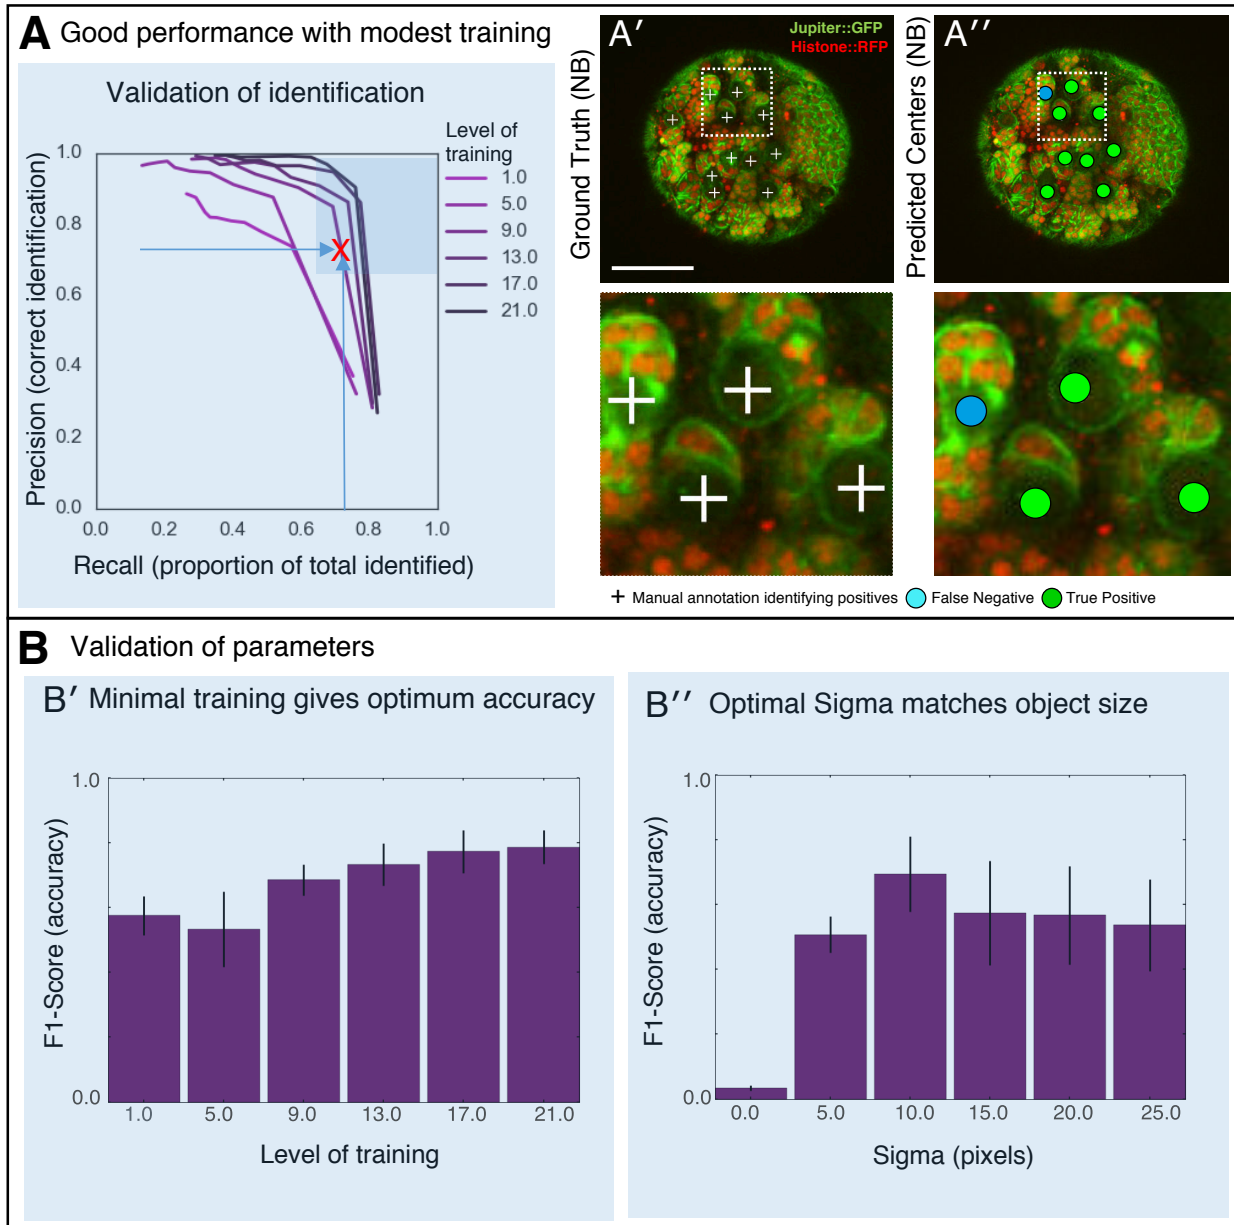 A Good performance with modest training
Validation of identification
Level of
training
1.0
5.0
9.0
13.0
17.0
21.0
1.0
0.8
0.6
0.4
0.2
0.0
0.0 0.2 0.4 0.6 0.8 1.0
Precision (correct identification)
Recall (proportion of total identified)
X
Ground Truth (NB)
A′
Jupiter::GFP
Histone::RFP
Predicted Centers (NB)
A′′
+ Manual annotation identifying positives False Negative True Positive
B Validation of parameters
B′ Minimal training gives optimum accuracy
1.0
0.0
F1-Score (accuracy)
1.0 5.0 9.0 13.0 17.0 21.0
Level of training
B′′ Optimal Sigma matches object size
1.0
0.0
F1-Score (accuracy)
0.0 5.0 10.0 15.0 20.0 25.0
Sigma (pixels)